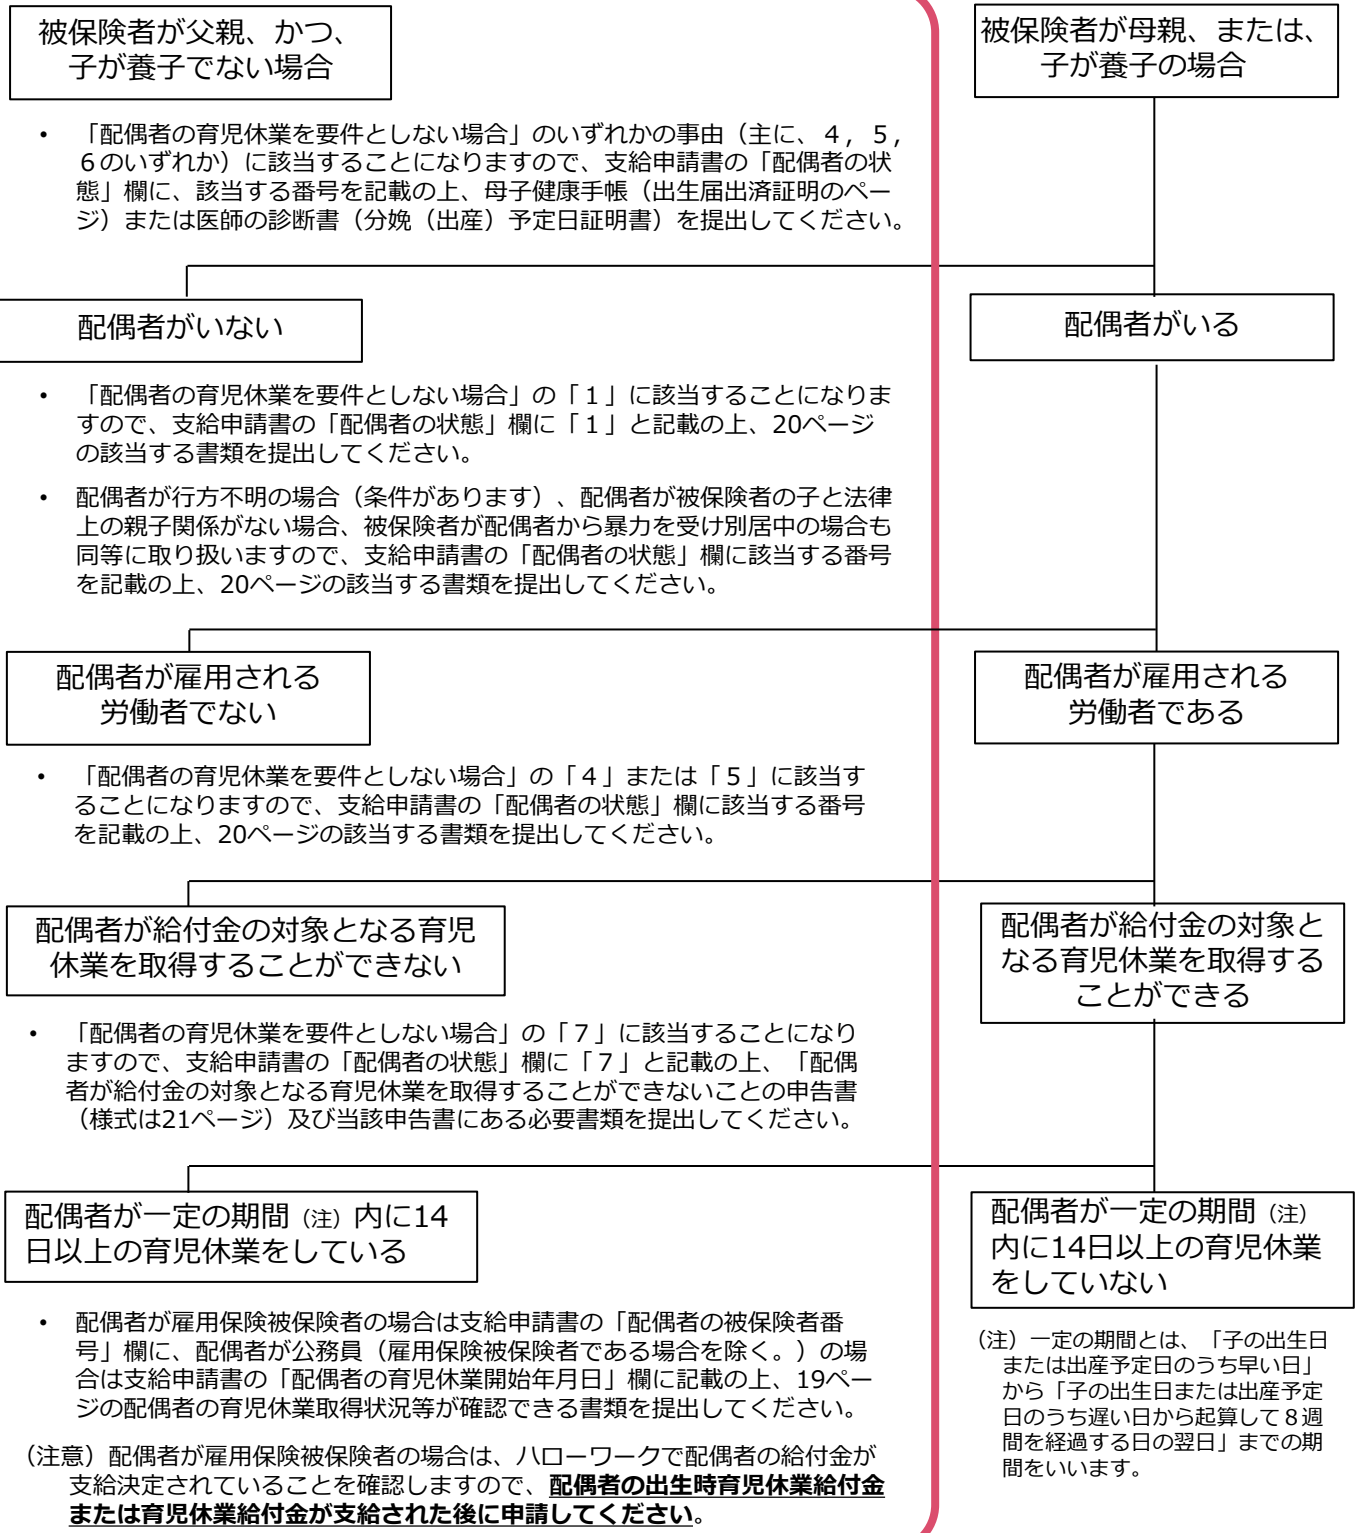 被保険者が父親、かつ、
子が養子でない場合
被保険者が母親、または、
子が養子の場合
• 「配偶者の育児休業を要件としない場合」のいずれかの事由（主に、４，５，
６のいずれか）に該当することになりますので、支給申請書の「配偶者の状
態」欄に、該当する番号を記載の上、母子健康手帳（出生届出済証明のペー
ジ）または医師の診断書（分娩（出産）予定日証明書）を提出してください。
配偶者がいない
配偶者がいる
• 「配偶者の育児休業を要件としない場合」の「１」に該当することになりま
すので、支給申請書の「配偶者の状態」欄に「１」と記載の上、20ページ
の該当する書類を提出してください。
• 配偶者が行方不明の場合（条件があります）、配偶者が被保険者の子と法律
上の親子関係がない場合、被保険者が配偶者から暴力を受け別居中の場合も
同等に取り扱いますので、支給申請書の「配偶者の状態」欄に該当する番号
を記載の上、20ページの該当する書類を提出してください。
配偶者が雇用される
労働者でない
配偶者が雇用される
労働者である
• 「配偶者の育児休業を要件としない場合」の「４」または「５」に該当す
ることになりますので、支給申請書の「配偶者の状態」欄に該当する番号
を記載の上、20ページの該当する書類を提出してください。
配偶者が給付金の対象となる育児
休業を取得することができない
配偶者が給付金の対象と
なる育児休業を取得する
ことができる
• 「配偶者の育児休業を要件としない場合」の「７」に該当することになり
ますので、支給申請書の「配偶者の状態」欄に「７」と記載の上、「配偶
者が給付金の対象となる育児休業を取得することができないことの申告書
（様式は21ページ）及び当該申告書にある必要書類を提出してください。
配偶者が一定の期間（注）内に14
日以上の育児休業をしている
配偶者が一定の期間（注）
内に14日以上の育児休業
をしていない
• 配偶者が雇用保険被保険者の場合は支給申請書の「配偶者の被保険者番
号」欄に、配偶者が公務員（雇用保険被保険者である場合を除く。）の場
合は支給申請書の「配偶者の育児休業開始年月日」欄に記載の上、19ペー
ジの配偶者の育児休業取得状況等が確認できる書類を提出してください。
（注意）配偶者が雇用保険被保険者の場合は、ハローワークで配偶者の給付金が
支給決定されていることを確認しますので、配偶者の出生時育児休業給付金
または育児休業給付金が支給された後に申請してください。
（注）一定の期間とは、「子の出生日
または出産予定日のうち早い日」
から「子の出生日または出産予定
日のうち遅い日から起算して８週
間を経過する日の翌日」までの期
間をいいます。